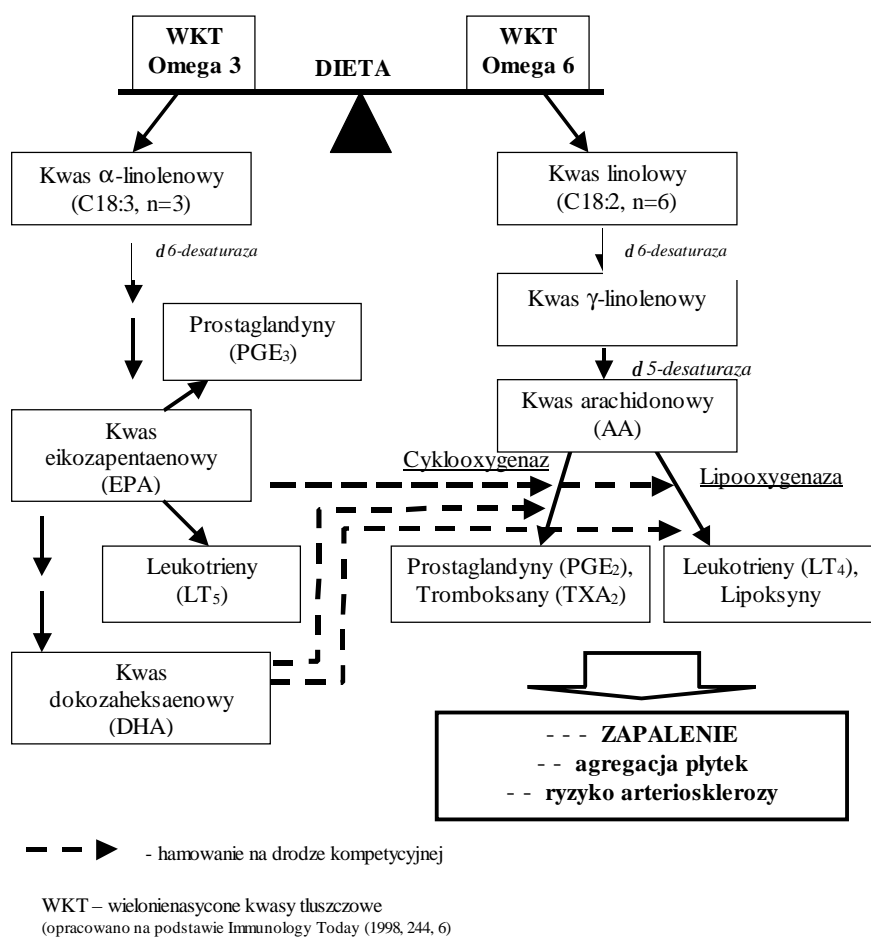 WKT
Omega 3
DIETA
WKT
Omega 6
Kwas α-linolenowy
(C18:3, n=3)
Kwas linolowy
(C18:2, n=6)
d 6-desaturaza
d 6-desaturaza
Kwas γ-linolenowy
Prostaglandyny
(PGE₃)
d 5-desaturaza
Kwas arachidonowy
(AA)
Kwas
eikozapentaenowy
(EPA)
Cyklooxygenaz
Lipooxygenaza
Leukotrieny
(LT₅)
Prostaglandyny (PGE₂),
Tromboksany (TXA₂)
Leukotrieny (LT₄),
Lipoksyny
Kwas
dokozaheksaenowy
(DHA)
- - - ZAPALENIE
- - agregacja płytek
- - ryzyko arteriosklerozy
- hamowanie na drodze kompetycyjnej
WKT – wielonienasycone kwasy tluszczowe
(opracowano na podstawie Immunology Today (1998, 244, 6)